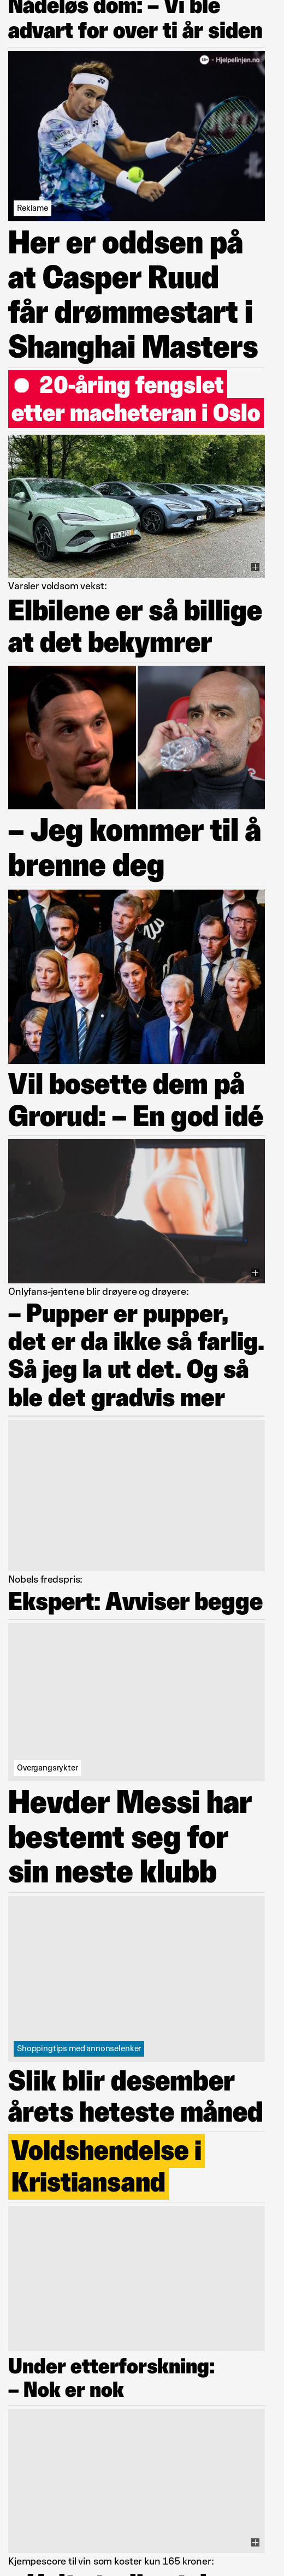 Nådeløs dom: – Vi ble
advart for over ti år siden
18+ - Hjelpelinjen.no
Reklame
Her er oddsen på
at Casper Ruud
får drømmestart i
Shanghai Masters
20-åring fengslet
etter macheteran i Oslo
Varsler voldsom vekst:
Elbilene er så billige
at det bekymrer
– Jeg kommer til å
brenne deg
Vil bosette dem på
Grorud: – En god idé
Onlyfans-jentene blir drøyere og drøyere:
– Pupper er pupper,
det er da ikke så farlig.
Så jeg la ut det. Og så
ble det gradvis mer
Nobels fredspris:
Ekspert: Avviser begge
Overgangsrykter
Hevder Messi har
bestemt seg for
sin neste klubb
Shoppingtips med annonselenker
Slik blir desember
årets heteste måned
Voldshendelse i
Kristiansand
Under etterforskning:
– Nok er nok
Kjempescore til vin som koster kun 165 kroner: